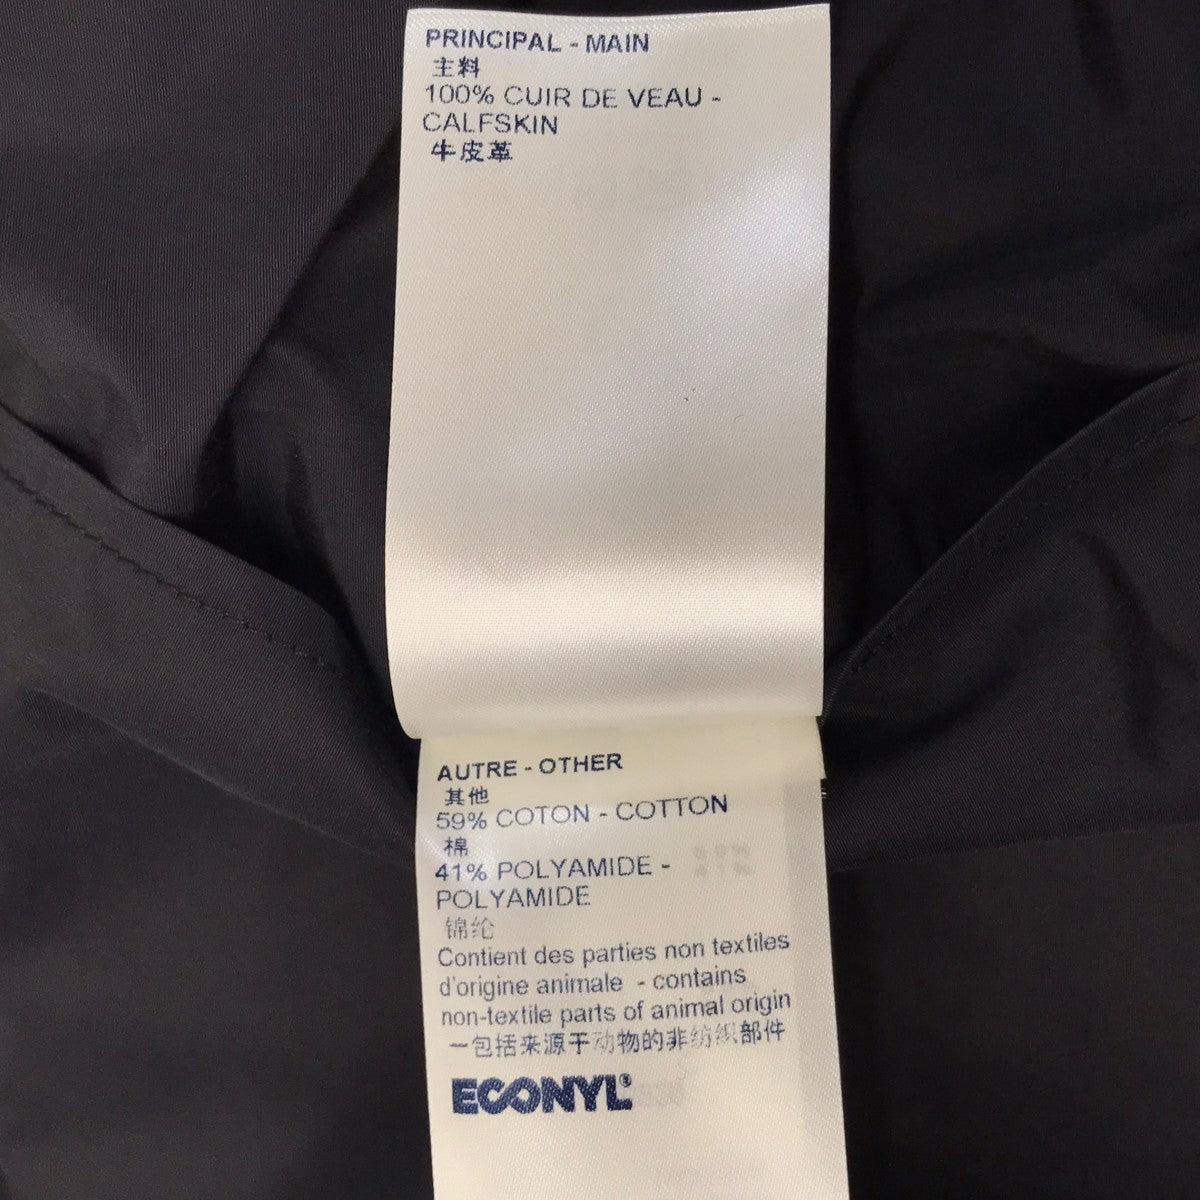 PRINCIPAL - MAIN
主料
100% CUIR DE VEAU -
CALFSKIN
牛皮革
AUTRE - OTHER
其他
59% COTON - COTTON
棉
41% POLYAMIDE -
POLYAMIDE
锦纶
Contient des parties non textiles
d'origine animale - contains
non-textile parts of animal origin
一包括来源于动物的非纺织部件
ECONYL®